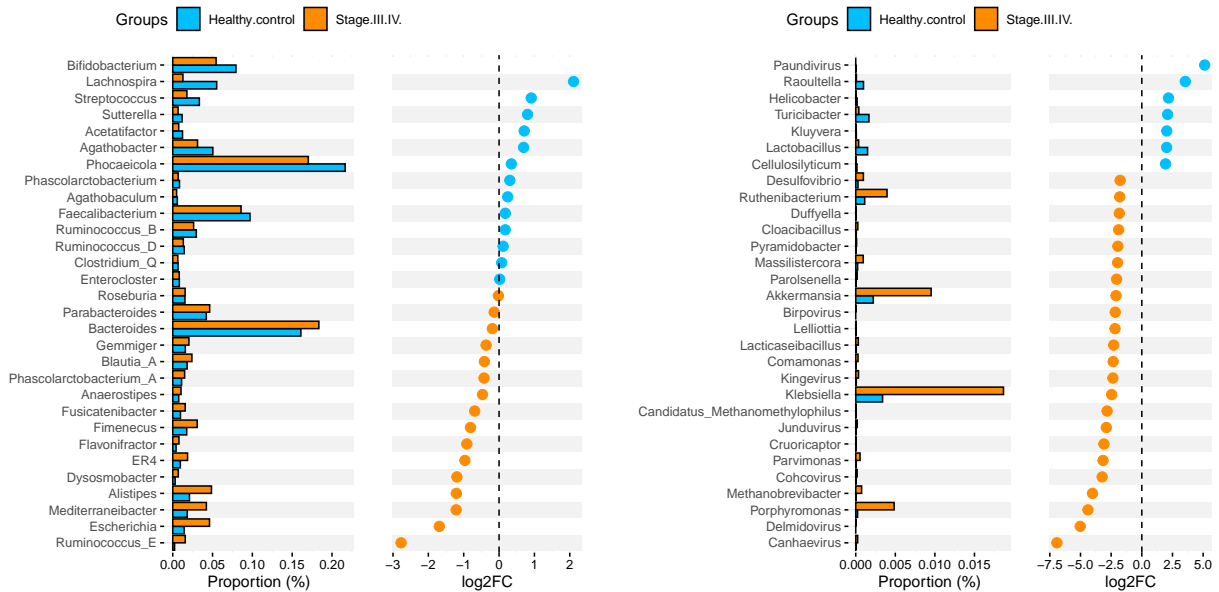 Groups Healthy.control Stage.III.IV.
Bifidobacterium
Lachnospira
Streptococcus
Sutterella
Acetatifactor
Agathobacter
Phocaeicola
Phascolarctobacterium
Agathobaculum
Faecalibacterium
Ruminococcus_B
Ruminococcus_D
Clostridium_Q
Enterocloster
Roseburia
Parabacteroides
Bacteroides
Gemmiger
Blautia_A
Phascolarctobacterium_A
Anaerostipes
Fusicatenibacter
Fimenecus
Flavonifractor
ER4
Dysosmobacter
Alistipes
Mediterraneibacter
Escherichia
Ruminococcus_E
0.00 0.05 0.10 0.15 0.20
Proportion (%)
−3 −2 −1 0 1 2
log2FC
Groups Healthy.control Stage.III.IV.
Paundivirus
Raoultella
Helicobacter
Turicibacter
Kluyvera
Lactobacillus
Cellulosilyticum
Desulfovibrio
Ruthenibacterium
Duffyella
Cloacibacillus
Pyramidobacter
Massilistercora
Parolsenella
Akkermansia
Birpovirus
Lelliottia
Lacticaseibacillus
Comamonas
Kingevirus
Klebsiella
Candidatus_Methanomethylophilus
Junduvirus
Cruoricaptor
Parvimonas
Cohcovirus
Methanobrevibacter
Porphyromonas
Delmidovirus
Canhaevirus
0.000 0.005 0.010 0.015
Proportion (%)
−7.5 −5.0 −2.5 0.0 2.5 5.0
log2FC